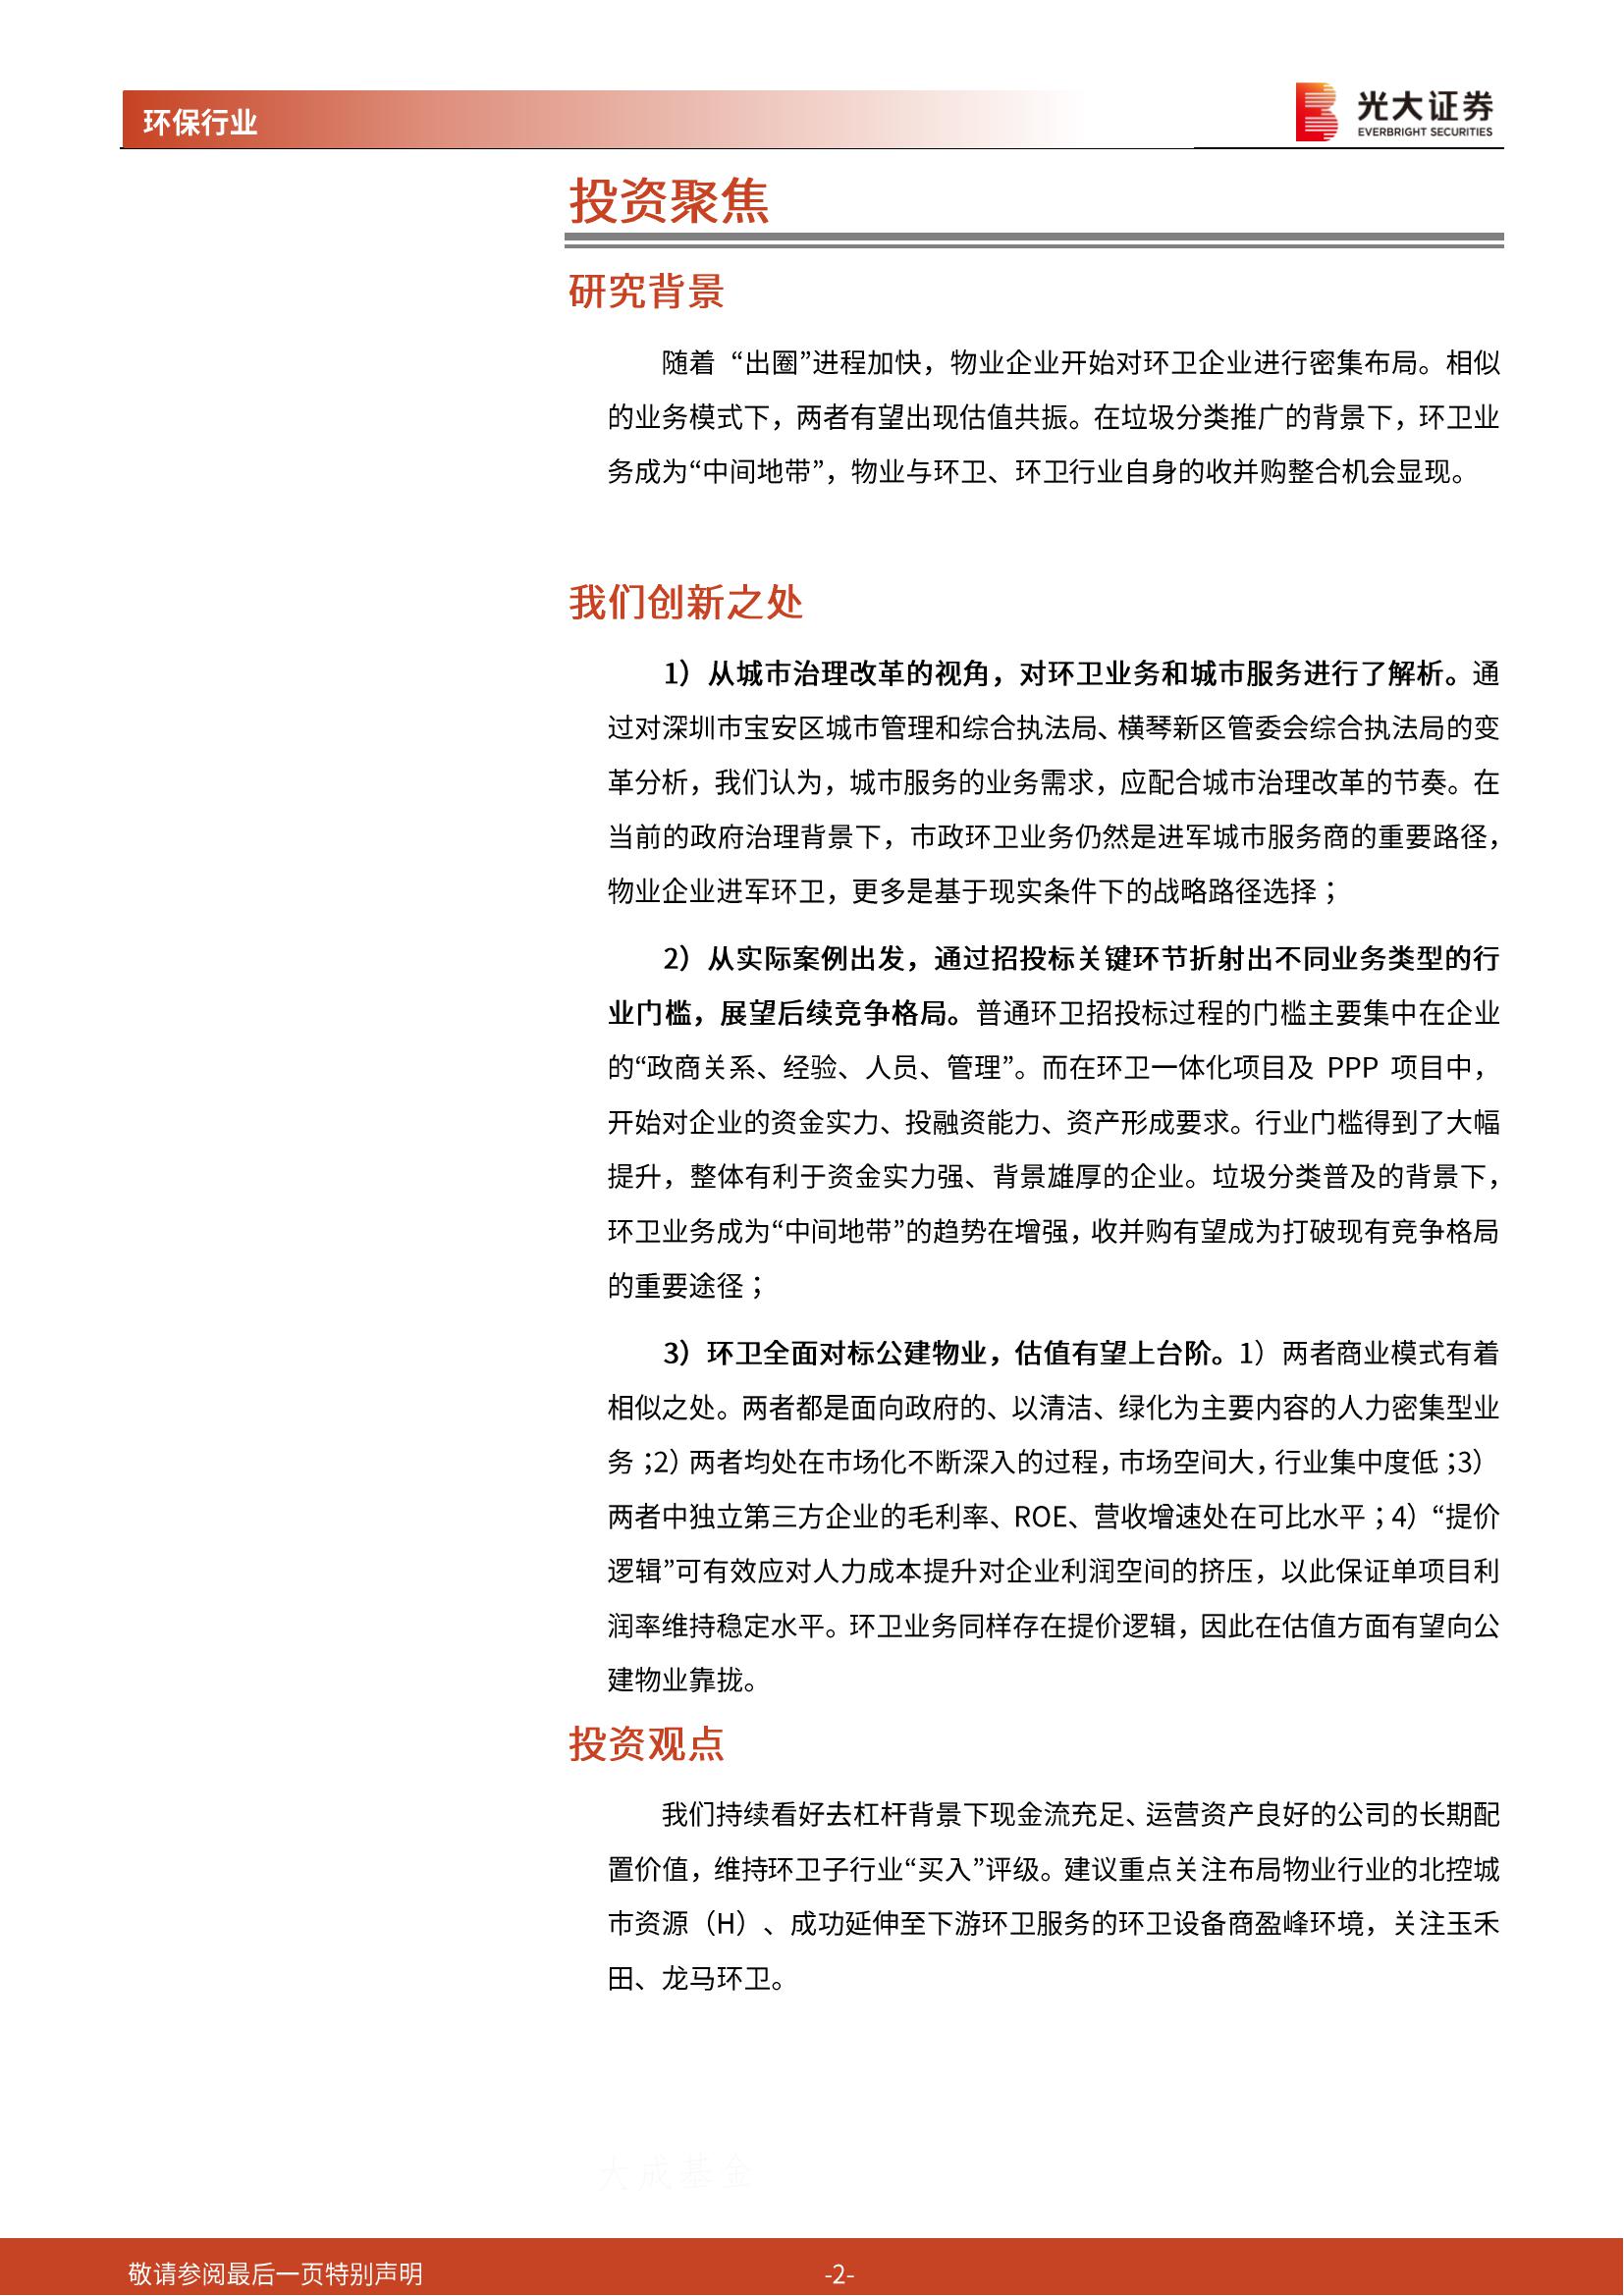 环保行业
光大证券
EVERBRIGHT SECURITIES
投资聚焦
研究背景
随着 “出圈”进程加快，物业企业开始对环卫企业进行密集布局。相似
的业务模式下，两者有望出现估值共振。在垃圾分类推广的背景下，环卫业
务成为“中间地带”，物业与环卫、环卫行业自身的收并购整合机会显现。
我们创新之处
1）从城市治理改革的视角，对环卫业务和城市服务进行了解析。通
过对深圳市宝安区城市管理和综合执法局、横琴新区管委会综合执法局的变
革分析，我们认为，城市服务的业务需求，应配合城市治理改革的节奏。在
当前的政府治理背景下，市政环卫业务仍然是进军城市服务商的重要路径，
物业企业进军环卫，更多是基于现实条件下的战略路径选择；
2）从实际案例出发，通过招投标关键环节折射出不同业务类型的行
业门槛，展望后续竞争格局。普通环卫招投标过程的门槛主要集中在企业
的“政商关系、经验、人员、管理”。而在环卫一体化项目及 PPP 项目中，
开始对企业的资金实力、投融资能力、资产形成要求。行业门槛得到了大幅
提升，整体有利于资金实力强、背景雄厚的企业。垃圾分类普及的背景下，
环卫业务成为“中间地带”的趋势在增强，收并购有望成为打破现有竞争格局
的重要途径；
3）环卫全面对标公建物业，估值有望上台阶。1）两者商业模式有着
相似之处。两者都是面向政府的、以清洁、绿化为主要内容的人力密集型业
务；2）两者均处在市场化不断深入的过程，市场空间大，行业集中度低；3）
两者中独立第三方企业的毛利率、ROE、营收增速处在可比水平；4）“提价
逻辑”可有效应对人力成本提升对企业利润空间的挤压，以此保证单项目利
润率维持稳定水平。环卫业务同样存在提价逻辑，因此在估值方面有望向公
建物业靠拢。
投资观点
我们持续看好去杠杆背景下现金流充足、运营资产良好的公司的长期配
置价值，维持环卫子行业“买入”评级。建议重点关注布局物业行业的北控城
市资源（H）、成功延伸至下游环卫服务的环卫设备商盈峰环境，关注玉禾
田、龙马环卫。
大成基金
敬请参阅最后一页特别声明
-2-